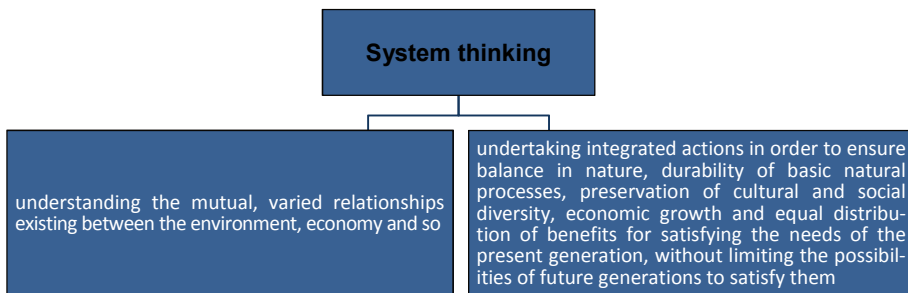 System thinking
understanding the mutual, varied relationships
existing between the environment, economy and so
undertaking integrated actions in order to ensure
balance in nature, durability of basic natural
processes, preservation of cultural and social
diversity, economic growth and equal distribu-
tion of benefits for satisfying the needs of the
present generation, without limiting the possibil-
ities of future generations to satisfy them